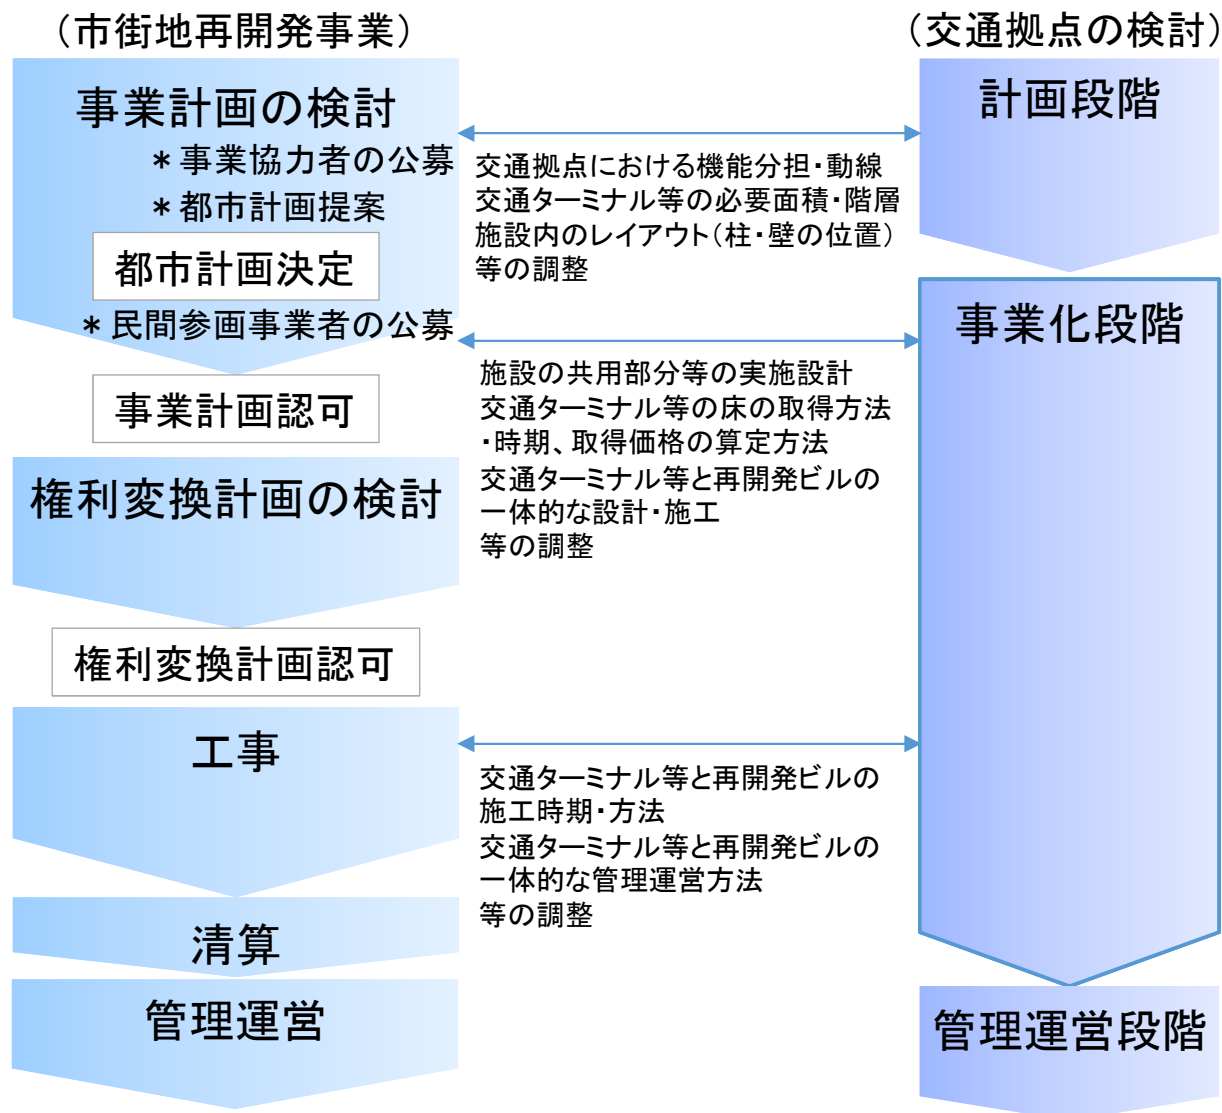 （市街地再開発事業）
事業計画の検討
＊事業協力者の公募
＊都市計画提案
都市計画決定
＊民間参画事業者の公募
事業計画認可
権利変換計画の検討
権利変換計画認可
工事
清算
管理運営
交通拠点における機能分担・動線
交通ターミナル等の必要面積・階層
施設内のレイアウト（柱・壁の位置）
等の調整
施設の共用部分等の実施設計
交通ターミナル等の床の取得方法
・時期、取得価格の算定方法
交通ターミナル等と再開発ビルの
一体的な設計・施工
等の調整
交通ターミナル等と再開発ビルの
施工時期・方法
交通ターミナル等と再開発ビルの
一体的な管理運営方法
等の調整
（交通拠点の検討）
計画段階
事業化段階
管理運営段階